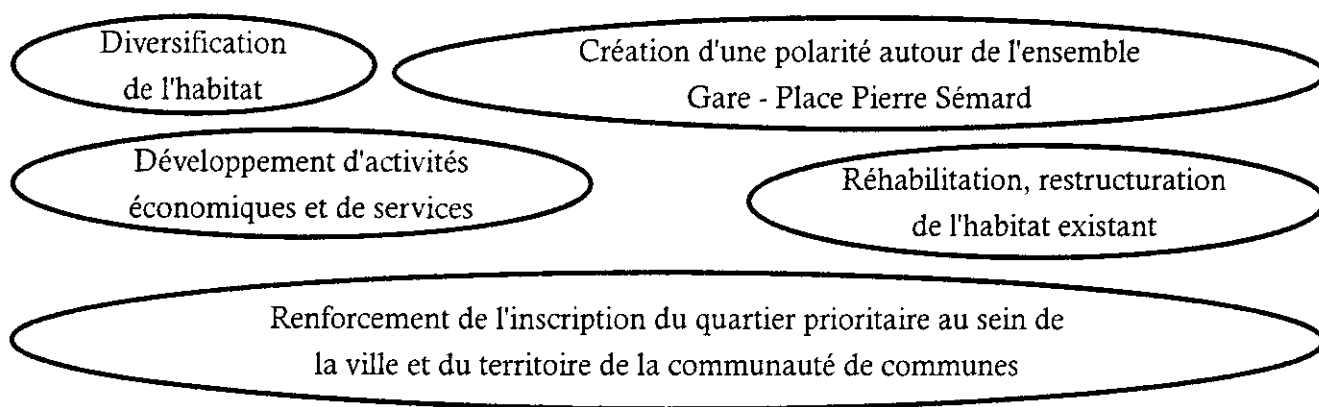 Diversification
de l'habitat
Création d'une polarité autour de l'ensemble
Gare - Place Pierre Sémard
Développement d'activités
économiques et de services
Réhabilitation, restructuration
de l'habitat existant
Renforcement de l'inscription du quartier prioritaire au sein de
la ville et du territoire de la communauté de communes